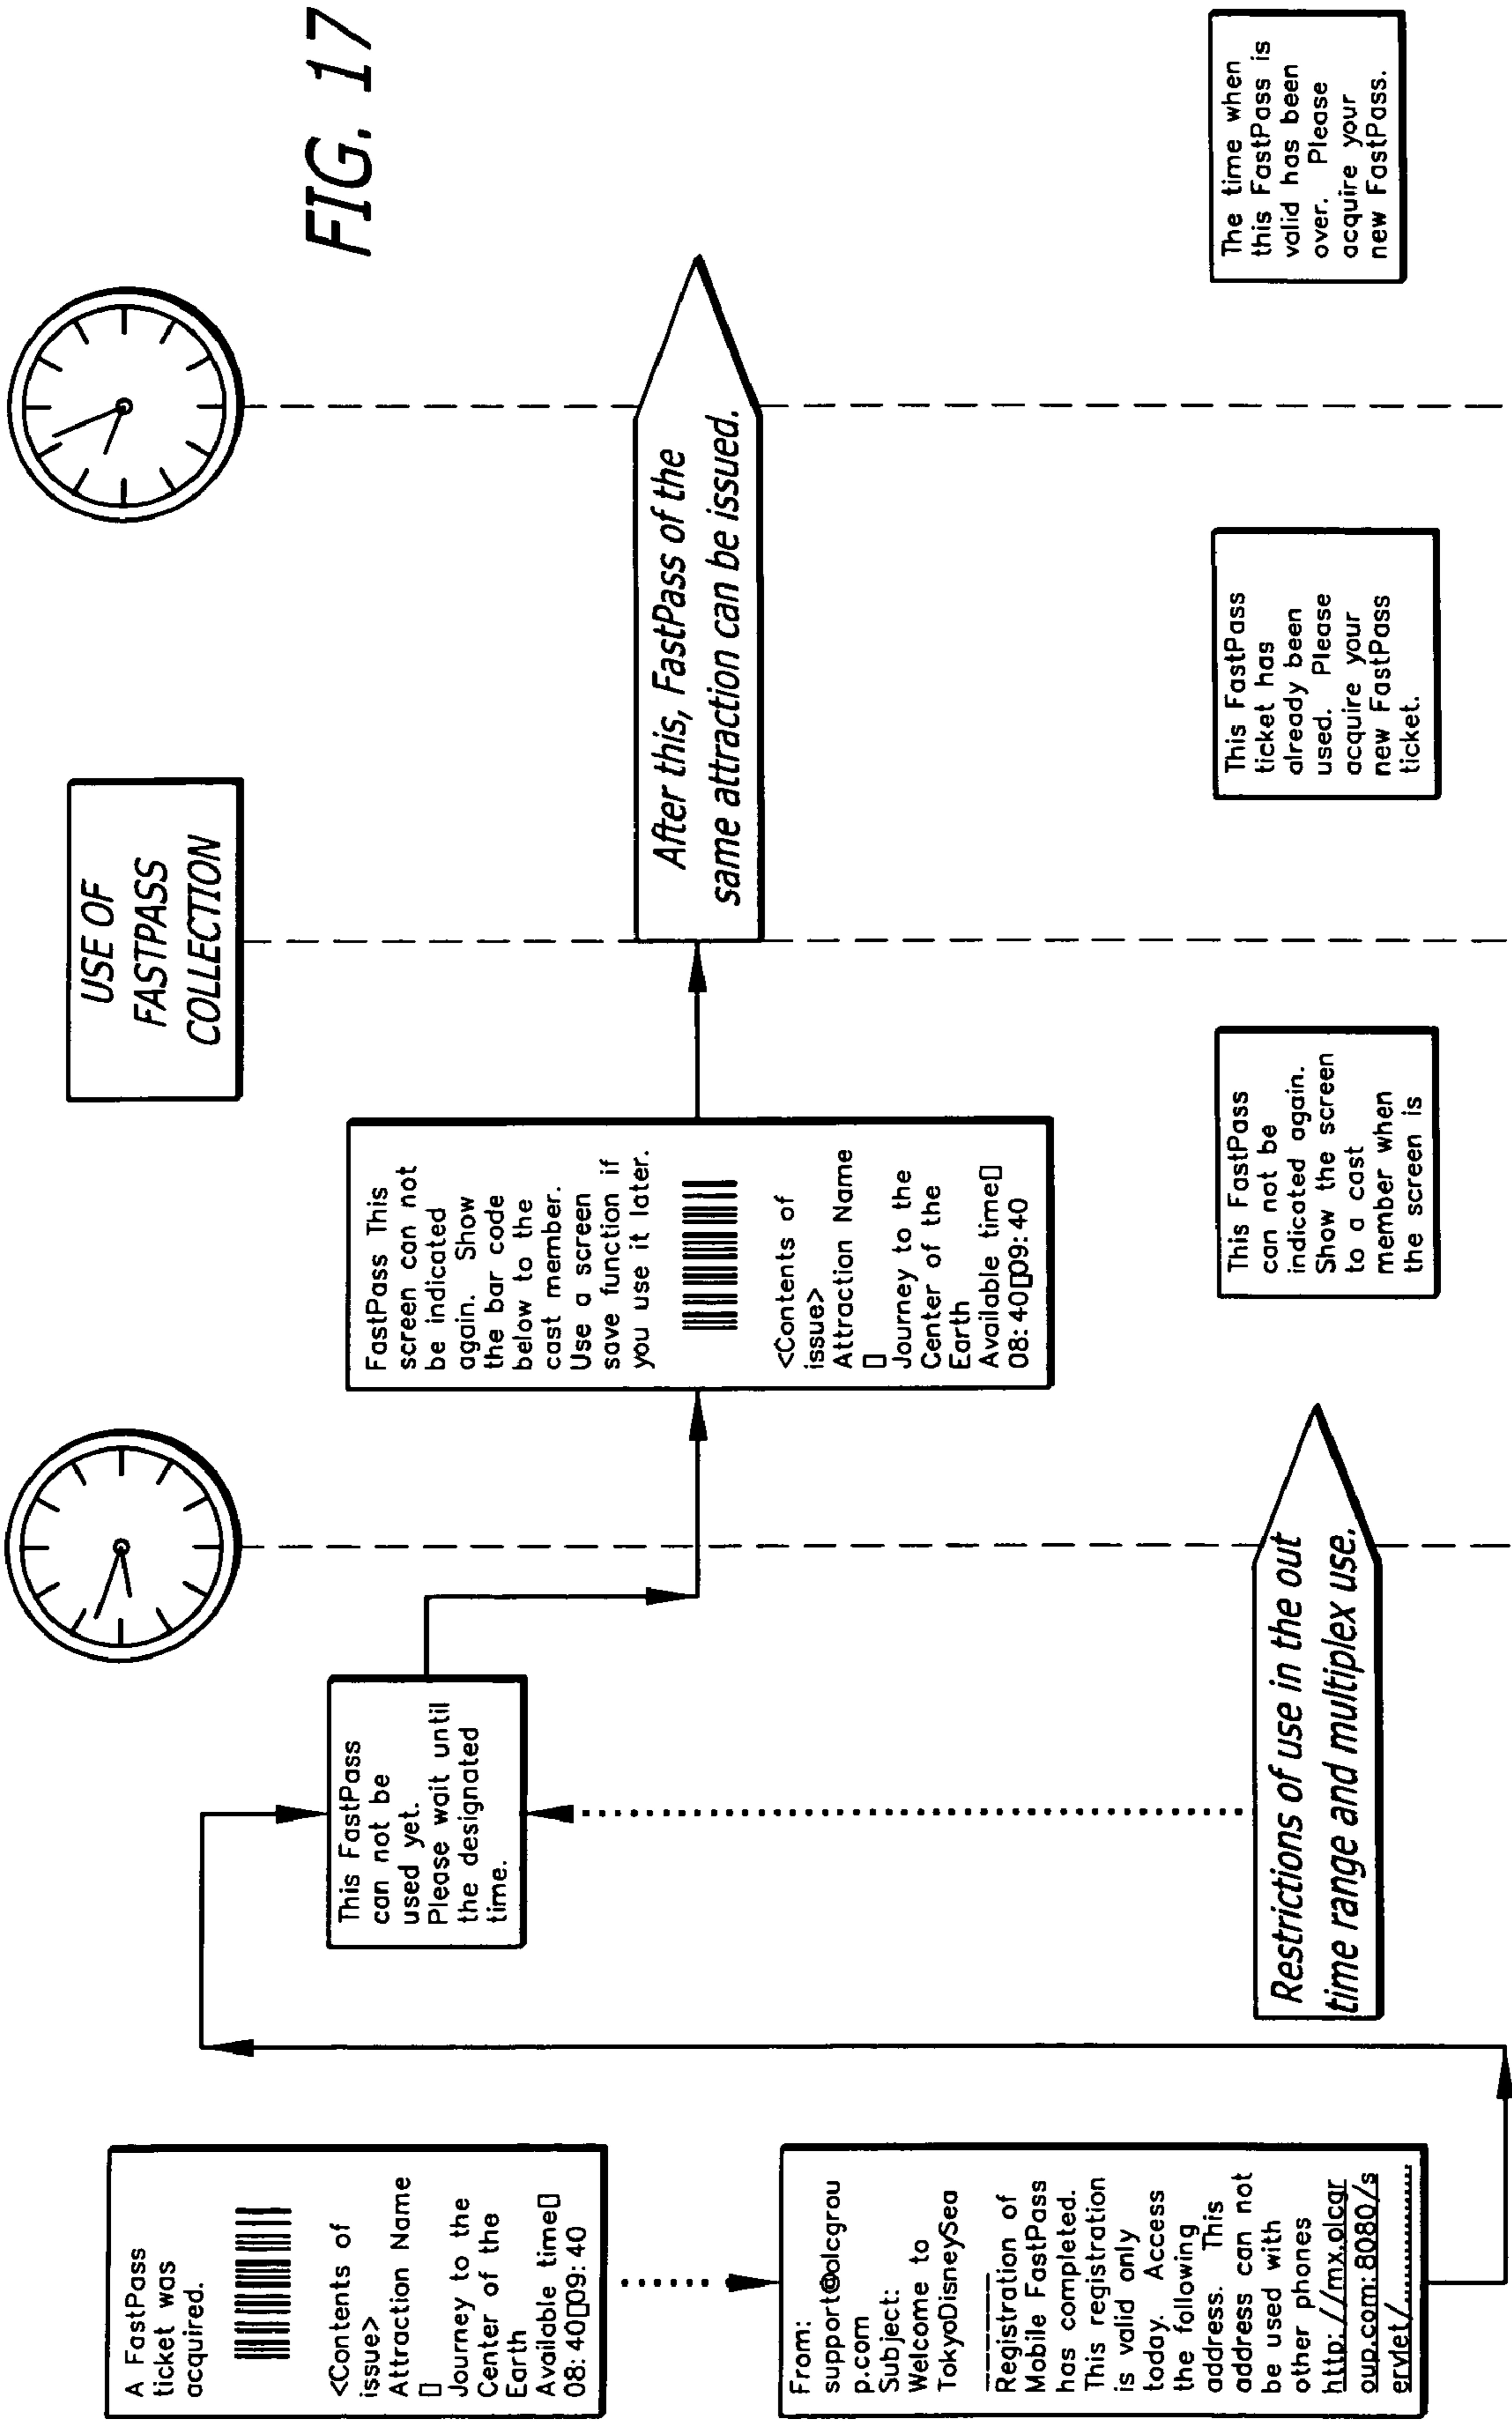 FIG. 17
A FastPass
ticket was
acquired.
<Contents of
issue>
Attraction Name
▯
Journey to the
Center of the
Earth
Available time▯
08:40▯09:40
From:
support@olcgrou
p.com
Subject:
Welcome to
TokyoDisneySea
------
Registration of
Mobile FastPass
has completed.
This registration
is valid only
today. Access
the following
address. This
address can not
be used with
other phones
http://mx.olcgr
oup.com:8080/s
ervlet/...............
This FastPass
can not be
used yet.
Please wait until
the designated
time.
Restrictions of use in the out
time range and multiplex use.
FastPass This
screen can not
be indicated
again. Show
the bar code
below to the
cast member.
Use a screen
save function if
you use it later.
<Contents of
issue>
Attraction Name
▯
Journey to the
Center of the
Earth
Available time▯
08:40▯09:40
This FastPass
can not be
indicated again.
Show the screen
to a cast
member when
the screen is
USE OF
FASTPASS
COLLECTION
After this, FastPass of the
same attraction can be issued.
This FastPass
ticket has
already been
used. Please
acquire your
new FastPass
ticket.
The time when
this FastPass is
valid has been
over. Please
acquire your
new FastPass.